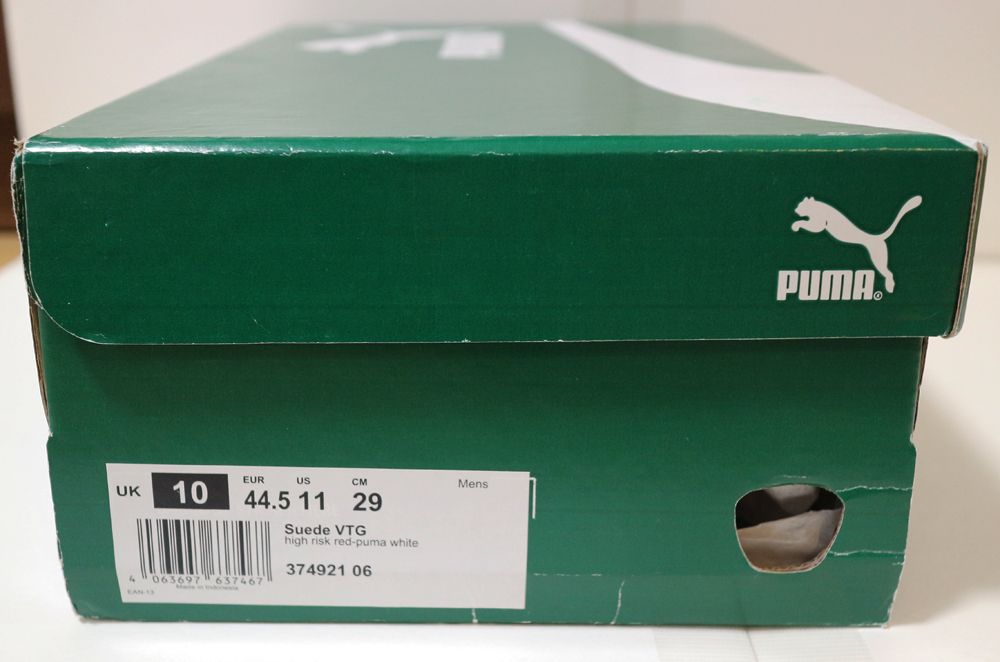 PUMA
PUMA®
UK 10 EUR 44.5 US 11 CM 29 Mens
Suede VTG
high risk red-puma white
374921 06
4 063697 637467
Made in Indonesia
EAN-13